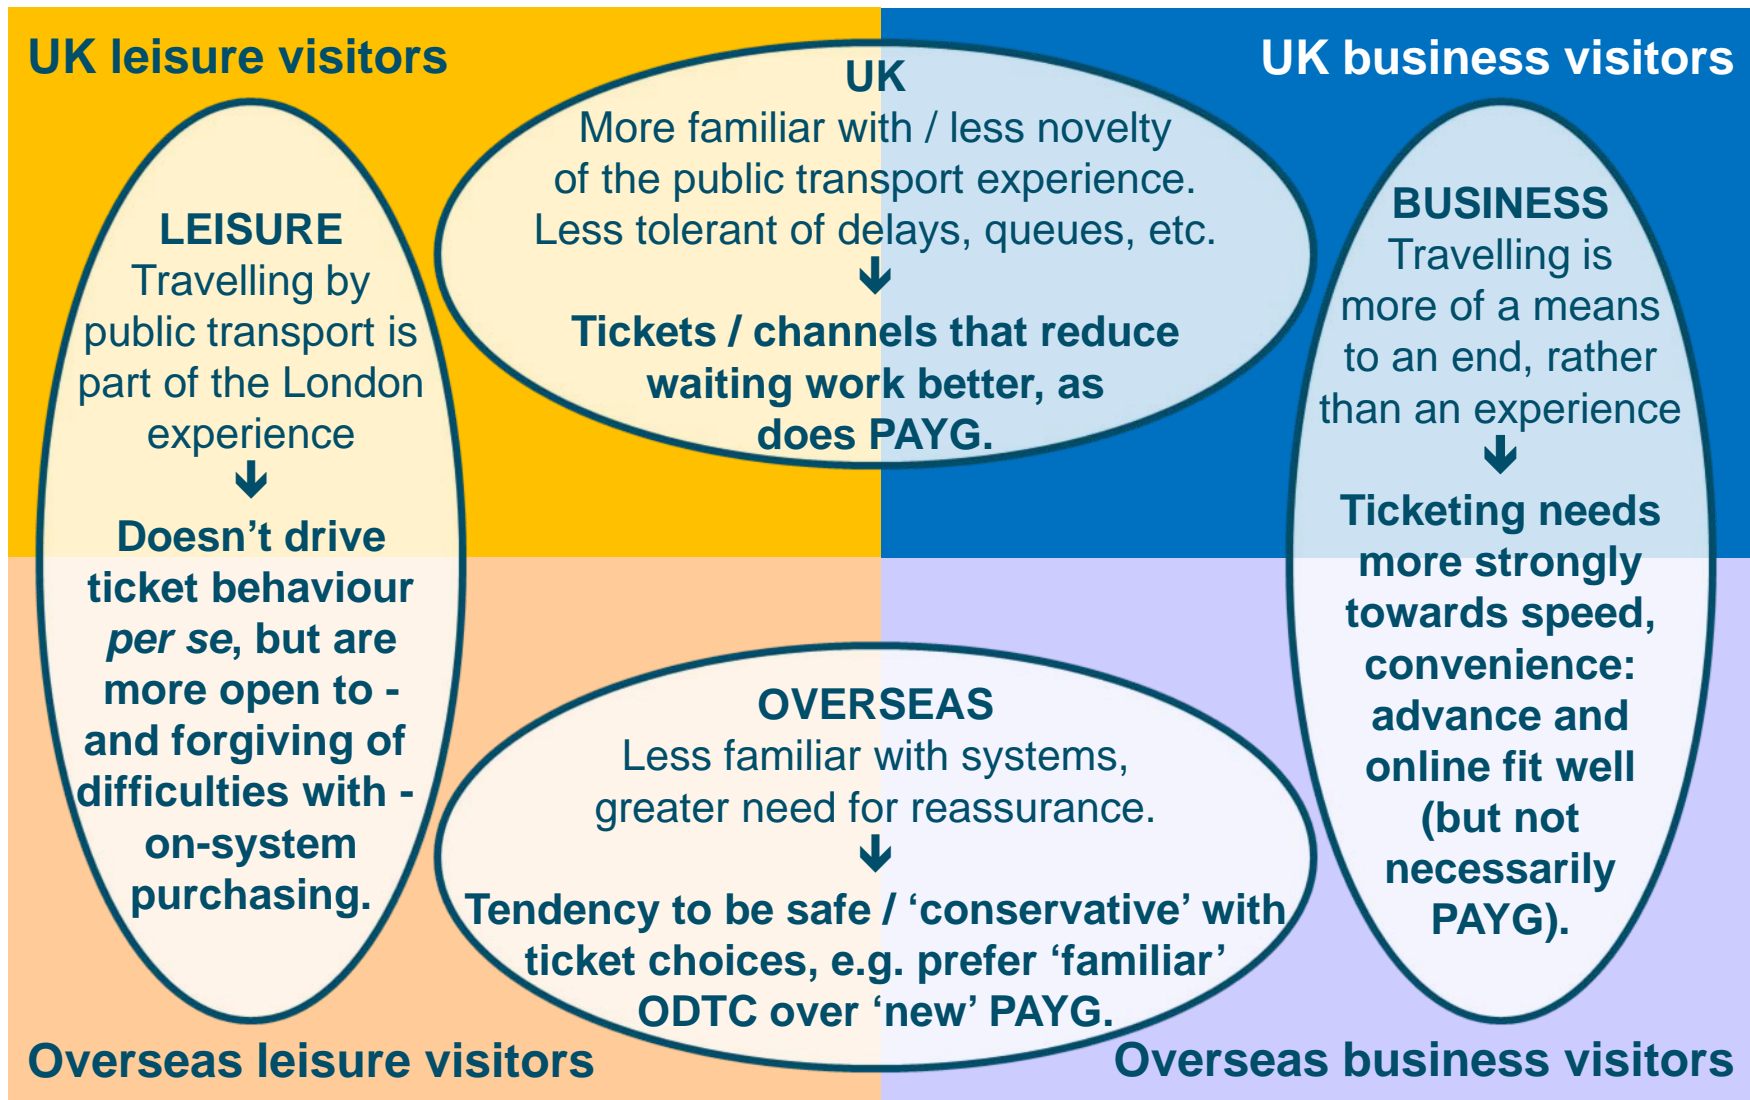 UK leisure visitors
UK business visitors
UK
More familiar with / less novelty
of the public transport experience.
Less tolerant of delays, queues, etc.
🡻
Tickets / channels that reduce
waiting work better, as
does PAYG.
LEISURE
Travelling by
public transport is
part of the London
experience
🡻
Doesn’t drive
ticket behaviour
per se, but are
more open to -
and forgiving of
difficulties with -
on-system
purchasing.
BUSINESS
Travelling is
more of a means
to an end, rather
than an experience
🡻
Ticketing needs
more strongly
towards speed,
convenience:
advance and
online fit well
(but not
necessarily
PAYG).
OVERSEAS
Less familiar with systems,
greater need for reassurance.
🡻
Tendency to be safe / ‘conservative’ with
ticket choices, e.g. prefer ‘familiar’
ODTC over ‘new’ PAYG.
Overseas leisure visitors
Overseas business visitors